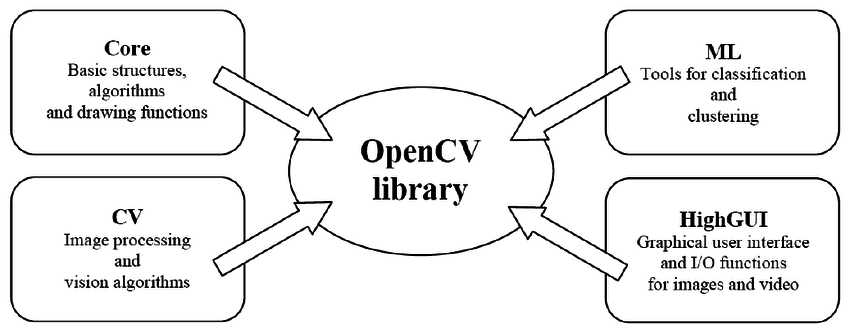 Core
Basic structures,
algorithms
and drawing functions
ML
Tools for classification
and
clustering
OpenCV
library
CV
Image processing
and
vision algorithms
HighGUI
Graphical user interface
and I/O functions
for images and video